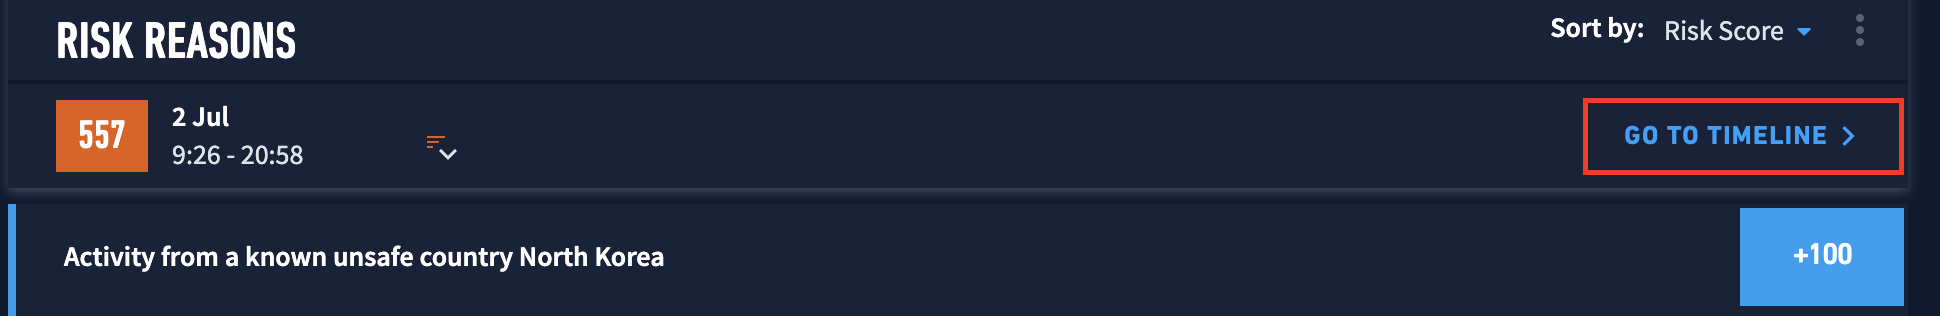 RISK REASONS
Sort by: Risk Score
557
2 Jul
9:26 - 20:58
GO TO TIMELINE
Activity from a known unsafe country North Korea
+100